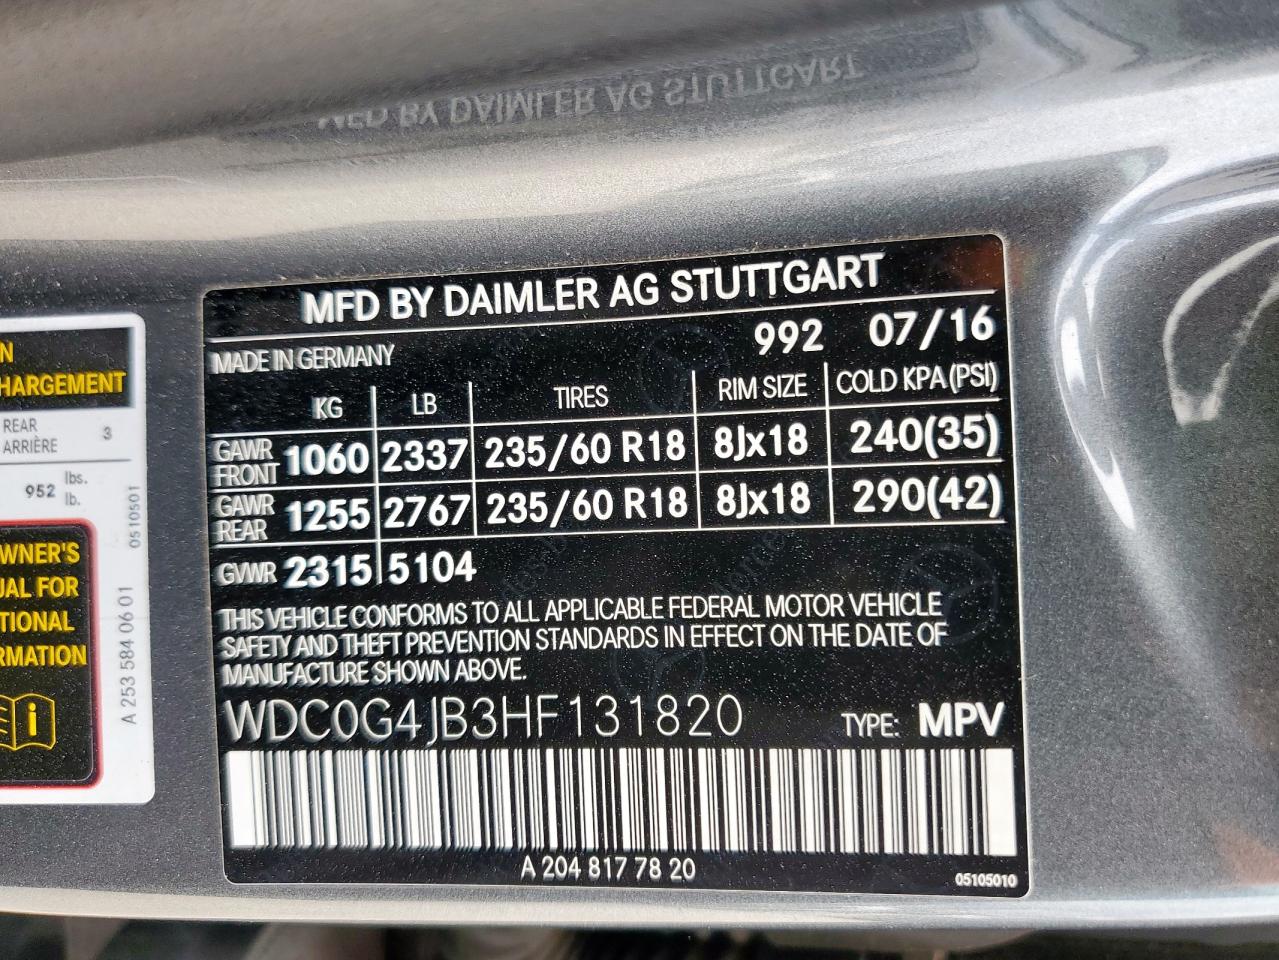 MFD BY DAIMLER AG STUTTGART
MFD BY DAIMLER AG STUTTGART
992 07/16
MADE IN GERMANY
KG LB TIRES RIM SIZE COLD KPA(PSI)
GAWR FRONT 1060 2337 235/60 R18 8Jx18 240(35)
GAWR REAR 1255 2767 235/60 R18 8Jx18 290(42)
GVWR 2315 5104
THIS VEHICLE CONFORMS TO ALL APPLICABLE FEDERAL MOTOR VEHICLE
SAFETY AND THEFT PREVENTION STANDARDS IN EFFECT ON THE DATE OF
MANUFACTURE SHOWN ABOVE.
WDC0G4JB3HF131820 TYPE: MPV
A 204 817 78 20
05105010
N
HARGEMENT
REAR
ARRIÈRE 3
952 lbs.
lb.
WNER'S
UAL FOR
TIONAL
RMATION
0510501
A 253 584 06 01